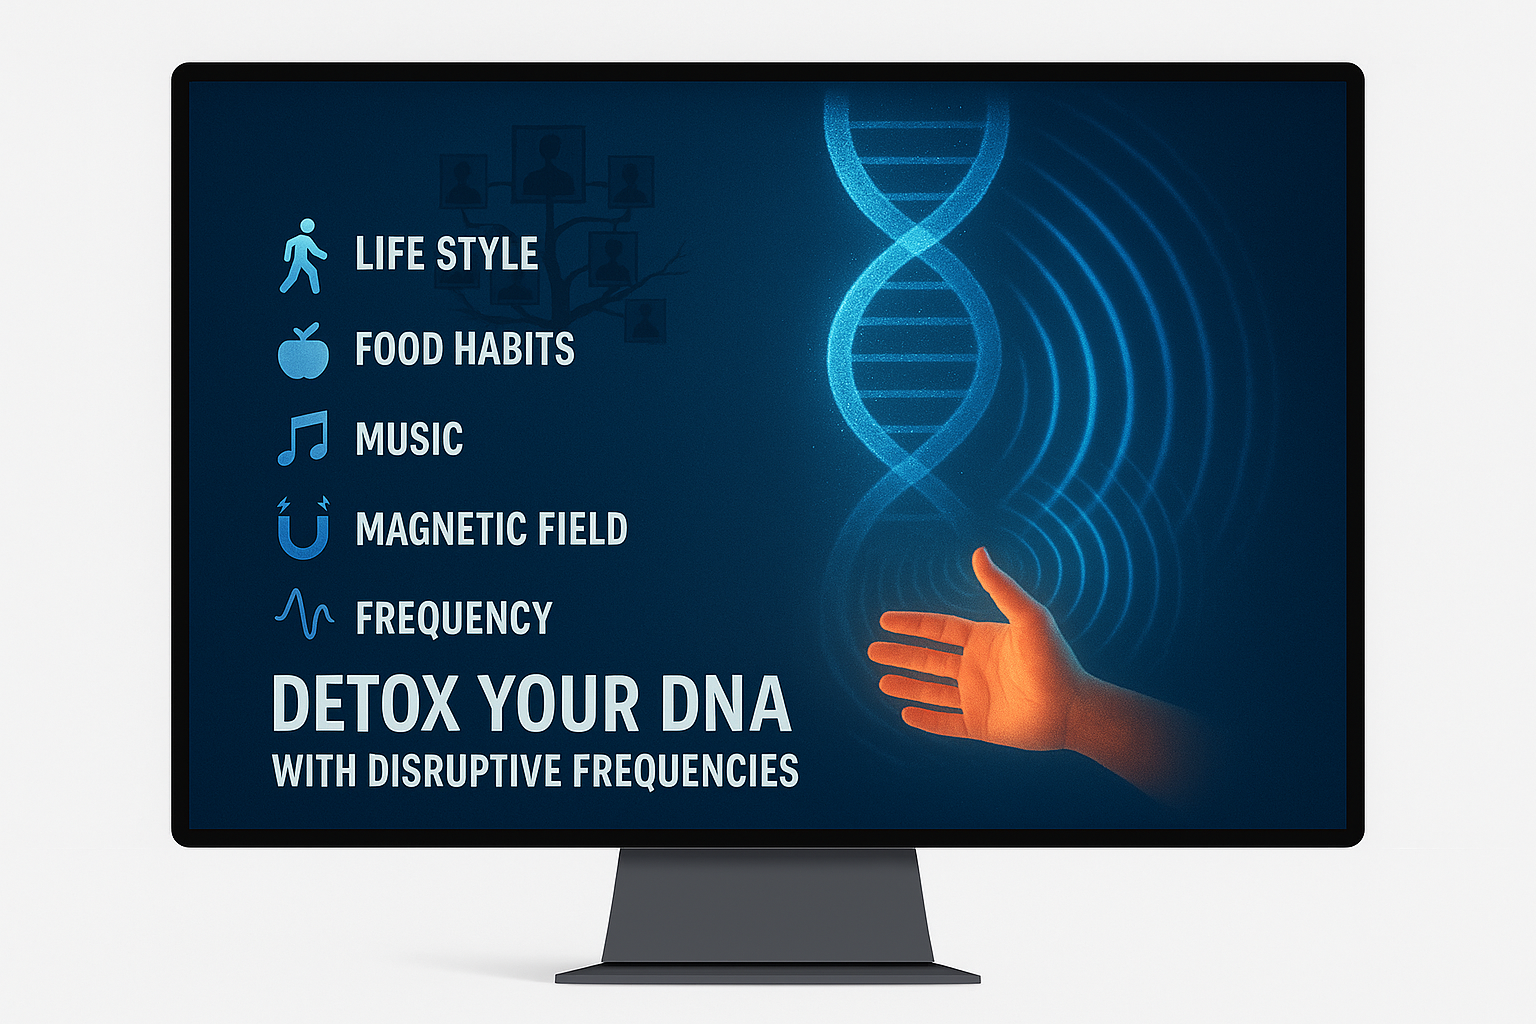 LIFE STYLE
FOOD HABITS
MUSIC
MAGNETIC FIELD
FREQUENCY
DETOX YOUR DNA
WITH DISRUPTIVE FREQUENCIES